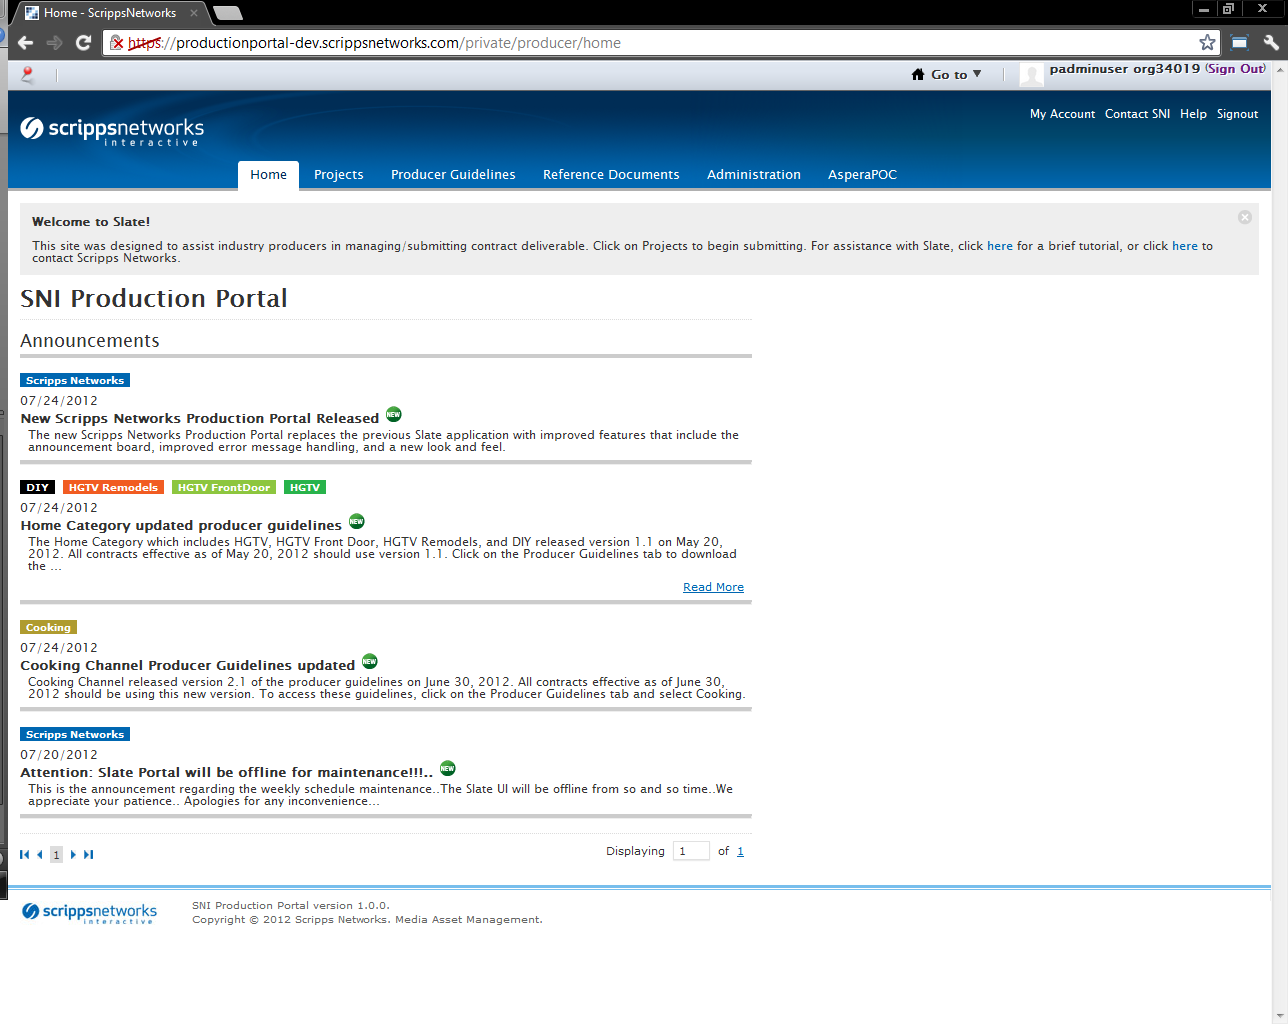 Home - ScrippsNetworks
https://productionportal-dev.scrippsnetworks.com/private/producer/home
Go to
padminuser org34019 (Sign Out)
My Account Contact SNI Help Signout
scrippsnetworks
interactive
Home Projects Producer Guidelines Reference Documents Administration AsperaPOC
Welcome to Slate!
This site was designed to assist industry producers in managing/submitting contract deliverable. Click on Projects to begin submitting. For assistance with Slate, click here for a brief tutorial, or click here to
contact Scripps Networks.
SNI Production Portal
Announcements
Scripps Networks
07/24/2012
New Scripps Networks Production Portal Released NEW
The new Scripps Networks Production Portal replaces the previous Slate application with improved features that include the
announcement board, improved error message handling, and a new look and feel.
DIY HGTV Remodels HGTV FrontDoor HGTV
07/24/2012
Home Category updated producer guidelines NEW
The Home Category which includes HGTV, HGTV Front Door, HGTV Remodels, and DIY released version 1.1 on May 20,
2012. All contracts effective as of May 20, 2012 should use version 1.1. Click on the Producer Guidelines tab to download
the ...
Read More
Cooking
07/24/2012
Cooking Channel Producer Guidelines updated NEW
Cooking Channel released version 2.1 of the producer guidelines on June 30, 2012. All contracts effective as of June 30,
2012 should be using this new version. To access these guidelines, click on the Producer Guidelines tab and select Cooking.
Scripps Networks
07/20/2012
Attention: Slate Portal will be offline for maintenance!!!.. NEW
This is the announcement regarding the weekly schedule maintenance..The Slate UI will be offline from so and so time..We
appreciate your patience.. Apologies for any inconvenience...
1
Displaying 1 of 1
scrippsnetworks
interactive
SNI Production Portal version 1.0.0.
Copyright © 2012 Scripps Networks. Media Asset Management.